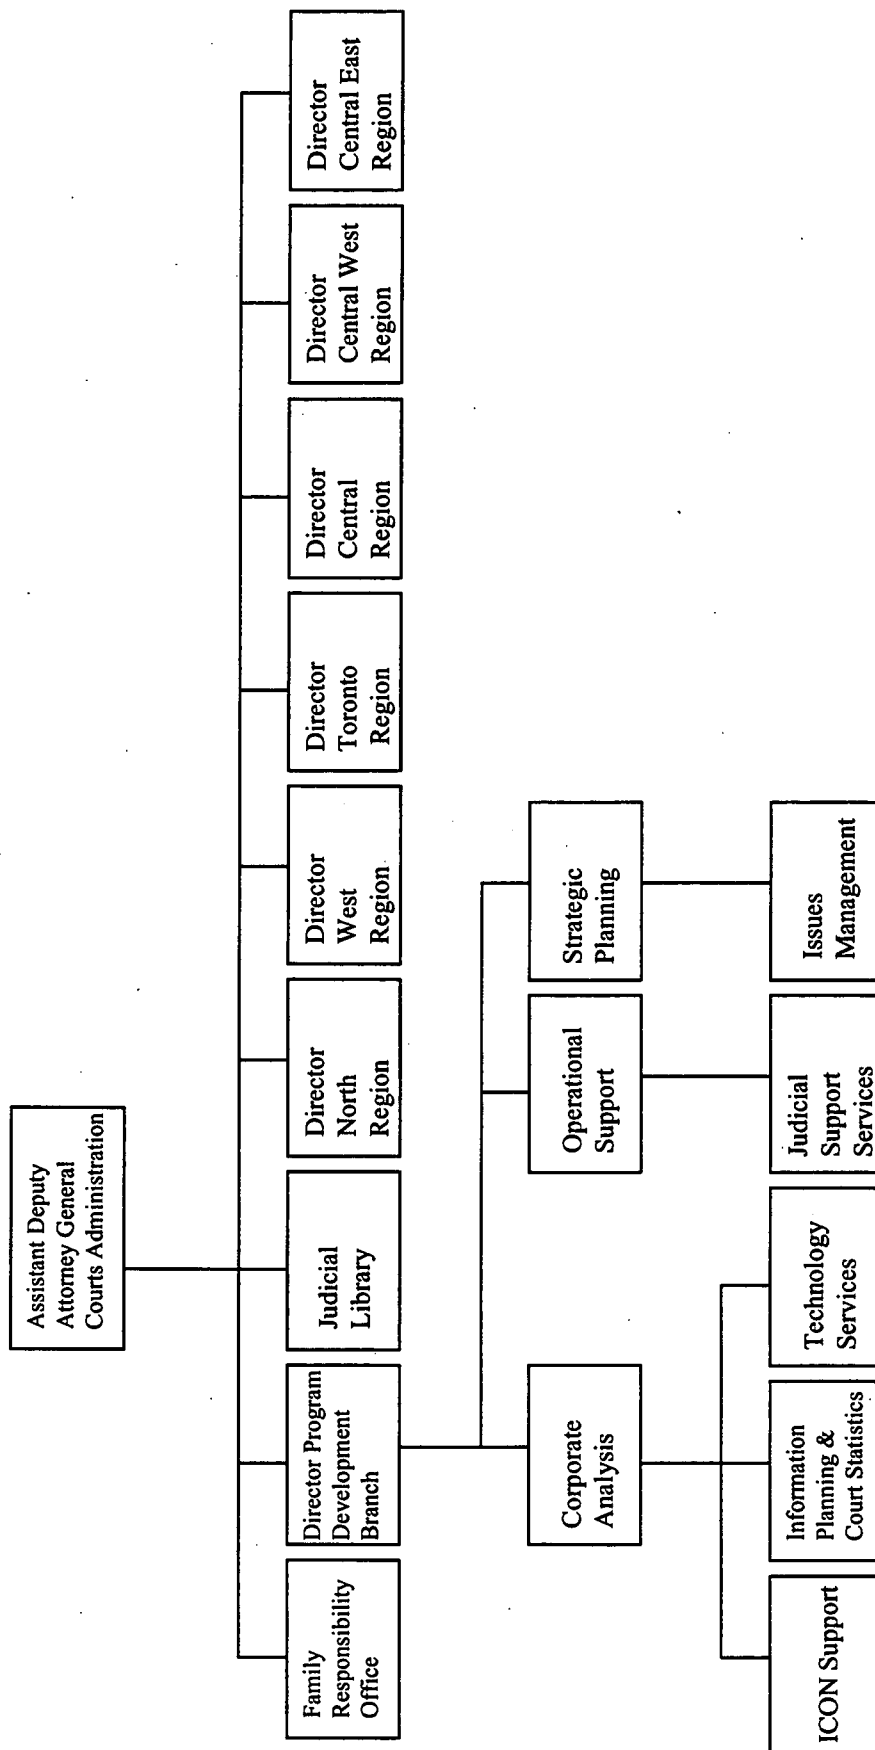 Assistant Deputy
Attorney General
Courts Administration
Family
Responsibility
Office
Director Program
Development
Branch
Judicial
Library
Director
North
Region
Director
West
Region
Director
Toronto
Region
Director
Central
Region
Director
Central West
Region
Director
Central East
Region
Corporate
Analysis
Operational
Support
Strategic
Planning
ICON Support
Information
Planning &
Court Statistics
Technology
Services
Judicial
Support
Services
Issues
Management